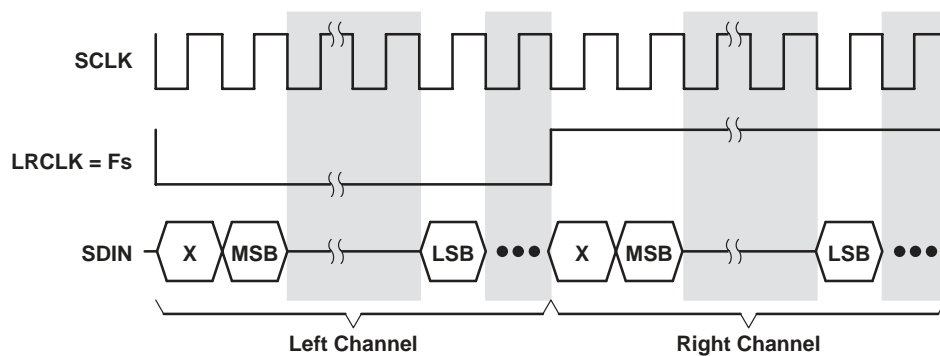 SCLK
LRCLK = Fs
SDIN X MSB LSB ●●● X MSB LSB ●●●
Left Channel Right Channel